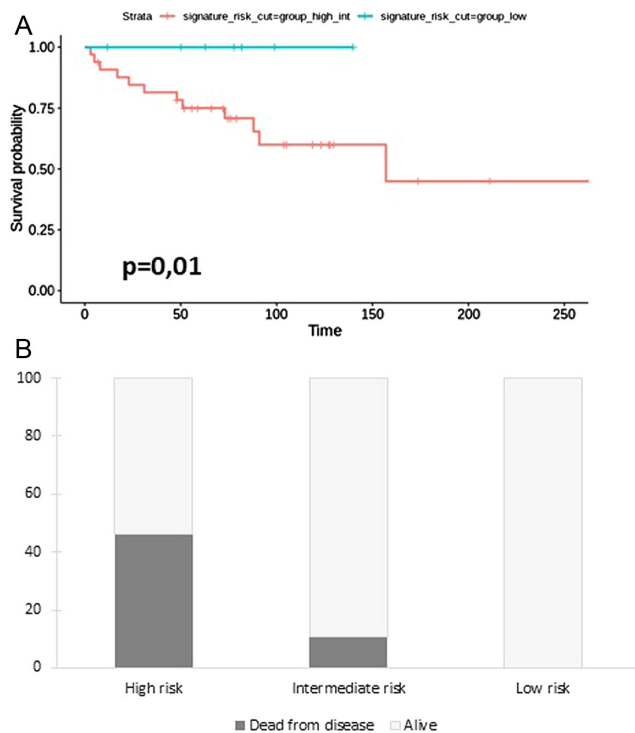 A
Strata signature_risk_cut=group_high_int signature_risk_cut=group_low
Survival probability
1.00
0.75
0.50
0.25
0.00
p=0,01
0 50 100 150 200 250
Time
B
100
80
60
40
20
0
High risk Intermediate risk Low risk
Dead from disease Alive